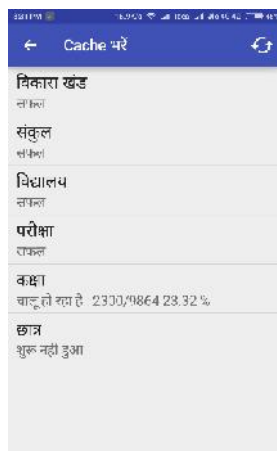 Cache भरें
विकारा खंड
सफल
संकुल
सफल
विद्यालय
सफल
परीक्षा
सफल
कक्षा
चालू हो रहा है 2300/9864 23.32 %
छात्र
शुरू नहीं हुआ